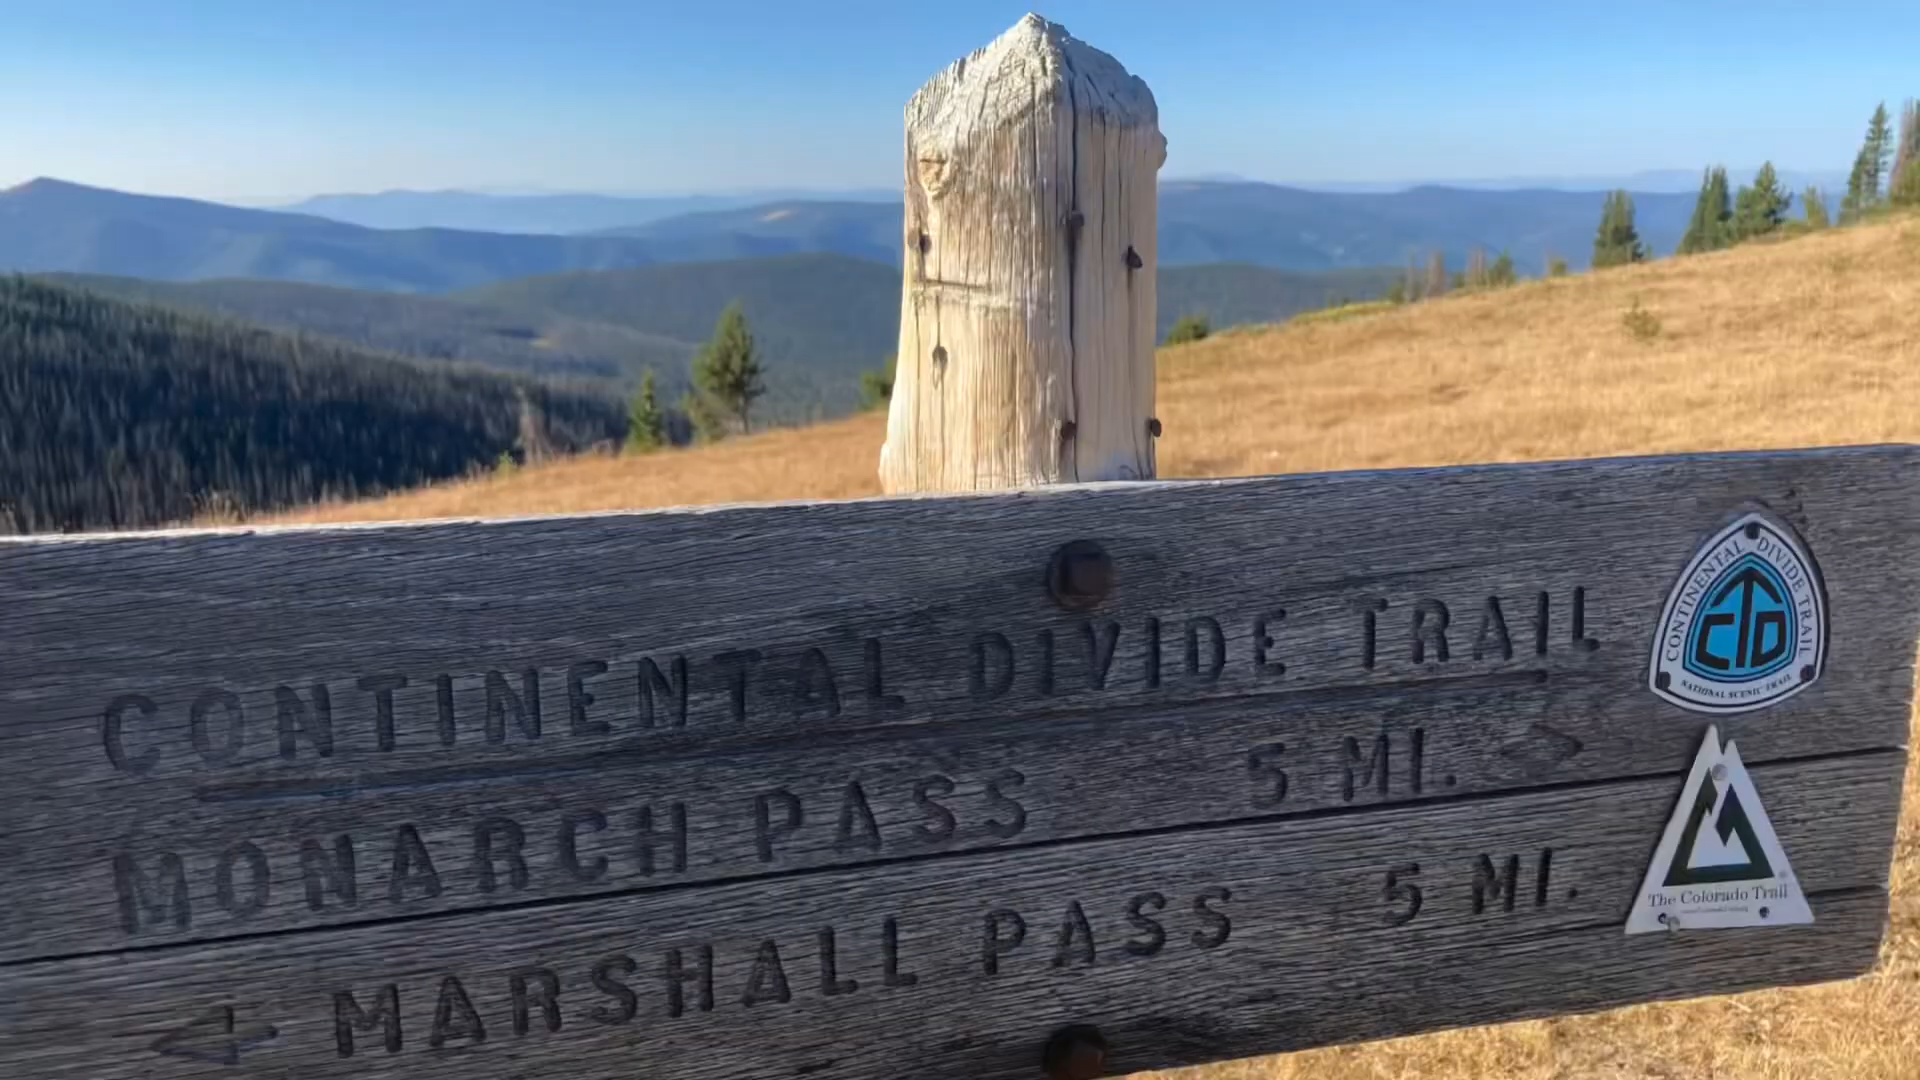 CONTINENTAL DIVIDE TRAIL
MONARCH PASS 5 MI.
MARSHALL PASS 5 MI.
CONTINENTAL DIVIDE TRAIL
CDT
NATIONAL SCENIC TRAIL
The Colorado Trail